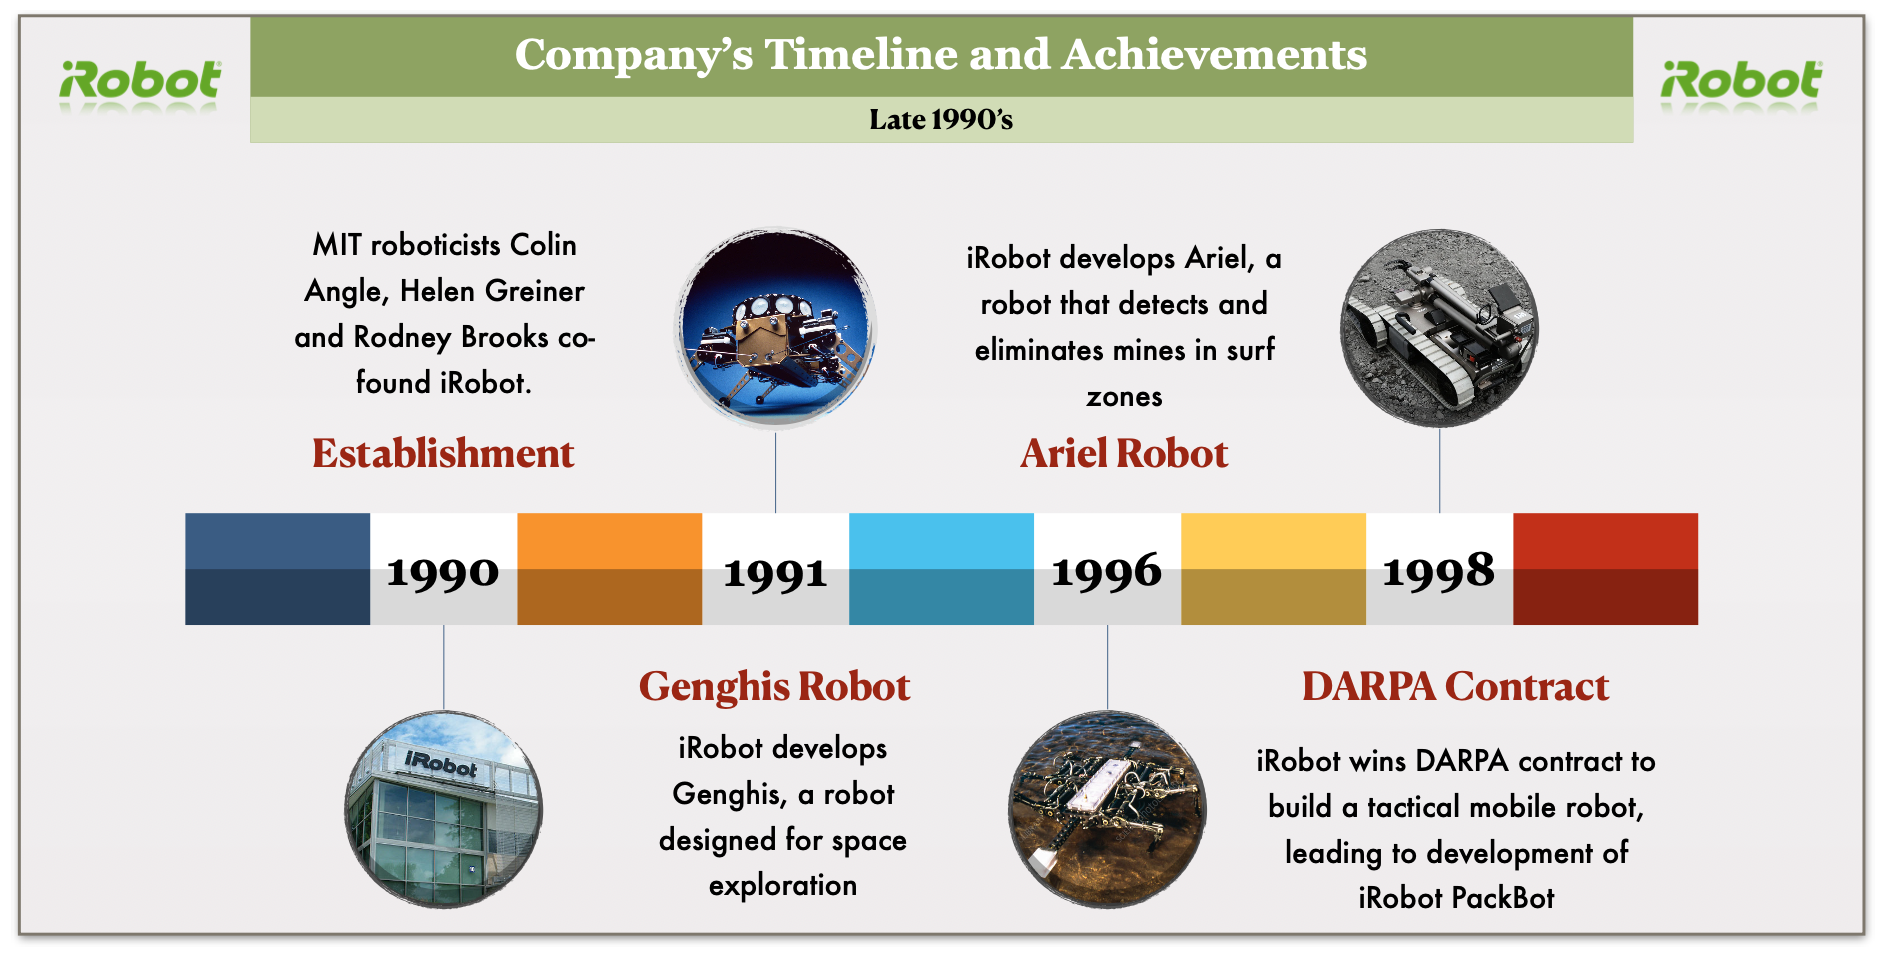 iRobot
Company's Timeline and Achievements
iRobot
Late 1990's
MIT roboticists Colin
Angle, Helen Greiner
and Rodney Brooks co-
found iRobot.
Establishment
iRobot develops Ariel, a
robot that detects and
eliminates mines in surf
zones
Ariel Robot
1990
1991
1996
1998
iRobot
Genghis Robot
iRobot develops
Genghis, a robot
designed for space
exploration
DARPA Contract
iRobot wins DARPA contract to
build a tactical mobile robot,
leading to development of
iRobot PackBot